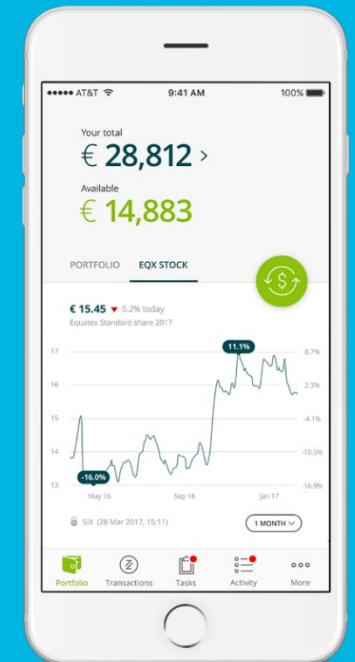 AT&T 9:41 AM 100%
Your total
€ 28,812 >
Available
€ 14,883
PORTFOLIO EQX STOCK
$
€ 15.45 ▼ 0.2% today
Equatex Standard share 2017
11.1%
17 8.7%
16 2.3%
15 -4.1%
14 -10.5%
-16.0%
13 -16.9%
May 16 Sep 16 Jan 17
SIX (28 Mar 2017, 15:11) 1 MONTH
Portfolio Transactions Tasks Activity More